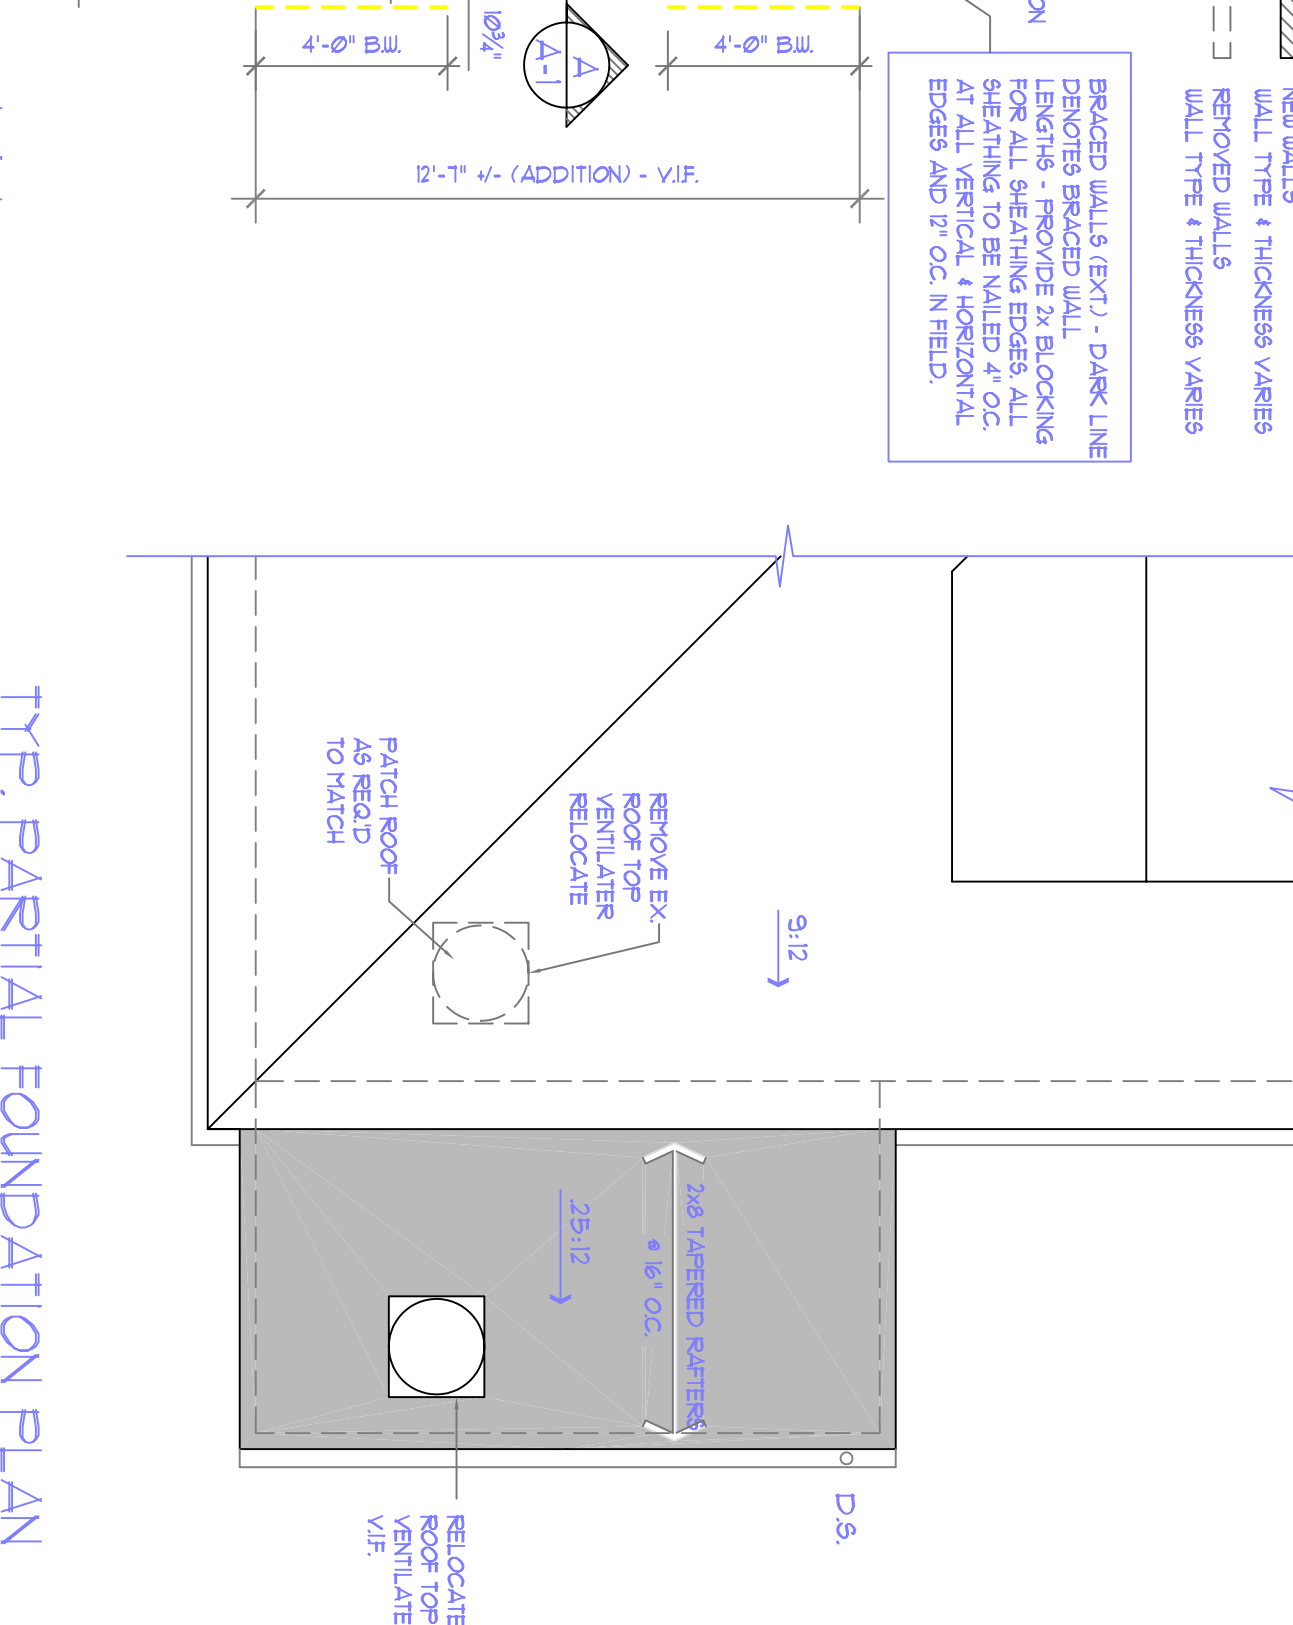 4'-0" B.W.
10¾"
A
A-1
4'-0" B.W.
12'-7" +/- (ADDITION) - V.I.F.
ON
NEW WALLS
WALL TYPE & THICKNESS VARIES
REMOVED WALLS
WALL TYPE & THICKNESS VARIES
BRACED WALLS (EXT.) - DARK LINE
DENOTES BRACED WALL
LENGTHS - PROVIDE 2x BLOCKING
FOR ALL SHEATHING EDGES. ALL
SHEATHING TO BE NAILED 4" O.C.
AT ALL VERTICAL & HORIZONTAL
EDGES AND 12" O.C. IN FIELD.
REMOVE EX.
ROOF TOP
VENTILATER
RELOCATE
PATCH ROOF
AS REQ.'D
TO MATCH
9:12
2x8 TAPERED RAFTERS
@ 16" O.C.
.25:12
D.S.
RELOCATE
ROOF TOP
VENTILATE
V.I.F.
TYP. PARTIAL FOUNDATION PLAN